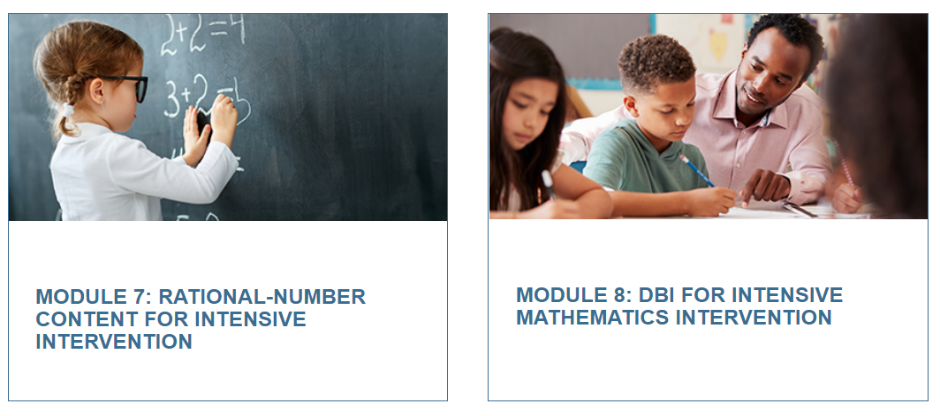 2+2=4
3+2=5
=
MODULE 7: RATIONAL-NUMBER
CONTENT FOR INTENSIVE
INTERVENTION
MODULE 8: DBI FOR INTENSIVE
MATHEMATICS INTERVENTION